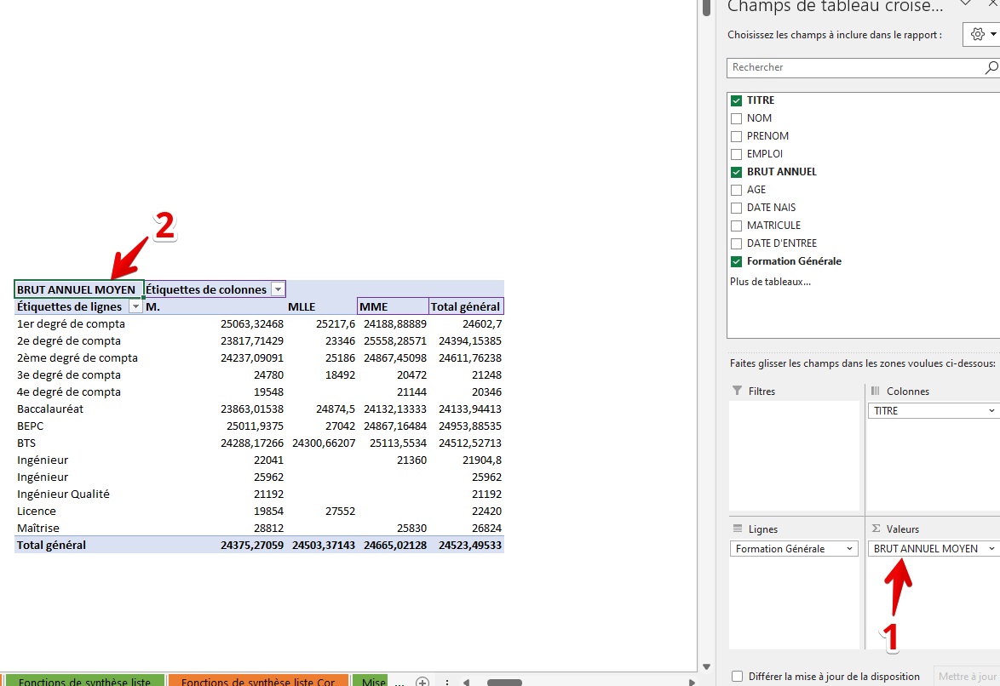 Champs de tableau croisé...
Choisissez les champs à inclure dans le rapport :
Rechercher
TITRE
NOM
PRENOM
EMPLOI
BRUT ANNUEL
AGE
DATE NAIS
MATRICULE
DATE D'ENTREE
Formation Générale
Plus de tableaux...
2
BRUT ANNUEL MOYEN Étiquettes de colonnes
Étiquettes de lignes M. MLLE MME Total général
1er degré de compta 25063,32468 25217,6 24188,88889 24602,7
2e degré de compta 23817,71429 23346 25558,28571 24394,15385
2ème degré de compta 24237,09091 25186 24867,45098 24611,76238
3e degré de compta 24780 18492 20472 21248
4e degré de compta 19548 21144 20346
Baccalauréat 23863,01538 24874,5 24132,13333 24133,94413
BEPC 25011,9375 27042 24867,16484 24953,88535
BTS 24288,17266 24300,66207 25113,5534 24512,52713
Ingénieur 22041 21360 21904,8
Ingénieur 25962 25962
Ingénieur Qualité 21192 21192
Licence 19854 27552 22420
Maîtrise 28812 25830 26824
Total général 24375,27059 24503,37143 24665,02128 24523,49533
Faites glisser les champs dans les zones voulues ci-dessous:
Filtres
Colonnes
TITRE
Lignes
Σ Valeurs
Formation Générale
BRUT ANNUEL MOYEN
1
Différer la mise à jour de la disposition
Mettre à jour
Fonctions de synthèse liste
Fonctions de synthèse liste Cor
Mise
...